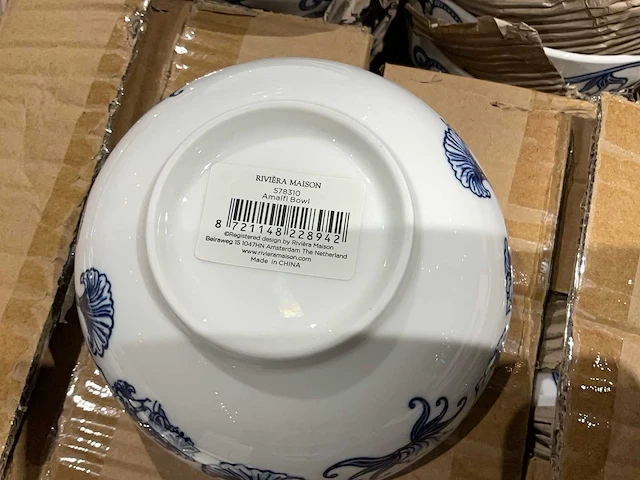 RIVIÈRA MAISON
578310
Amalfi Bowl
8 721148 228942
©Registered design by Rivièra Maison
Beiraweg 15 1047HN Amsterdam The Netherland
www.rivieramaison.com
Made in CHINA